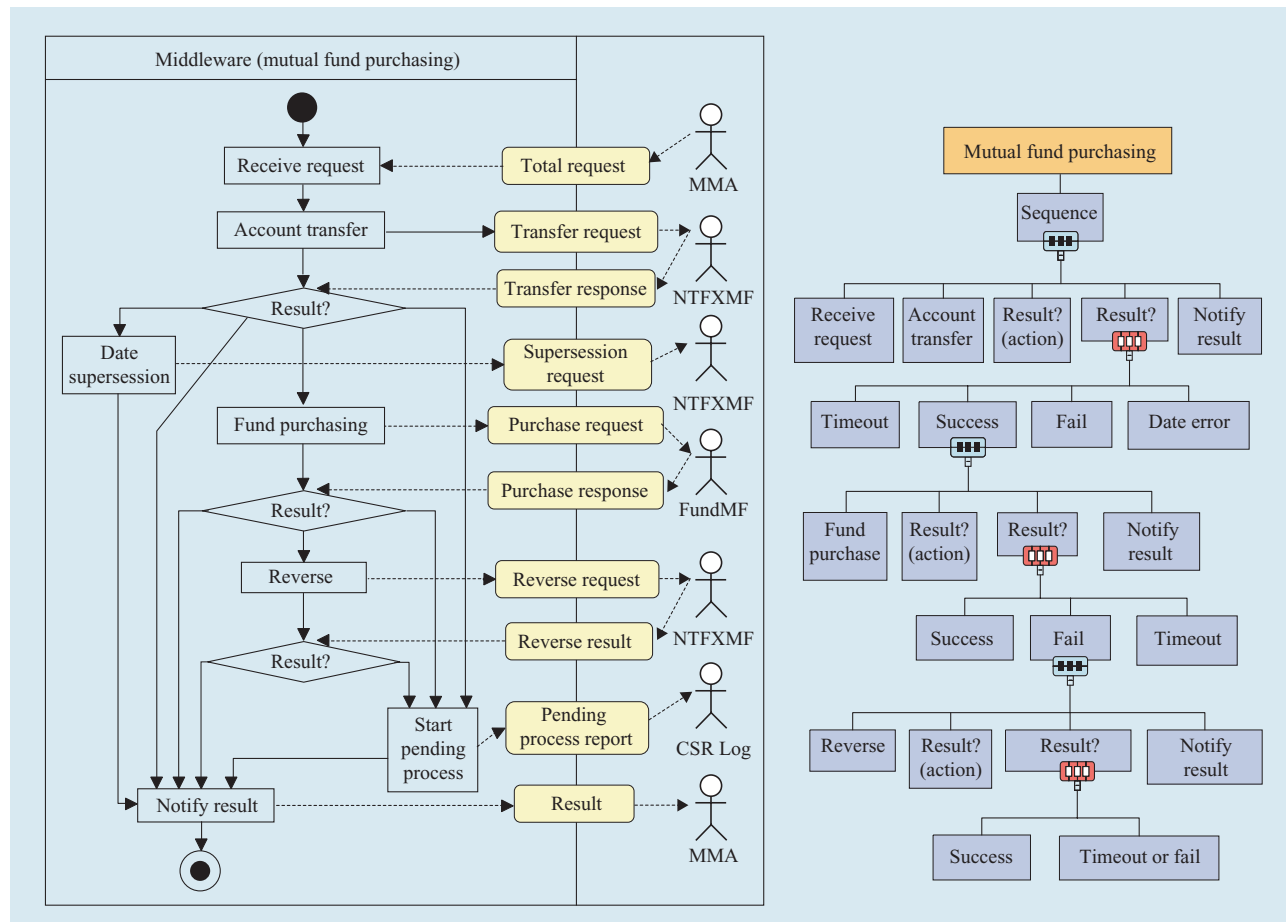 Middleware (mutual fund purchasing)
Receive request
Total request
MMA
Account transfer
Transfer request
Transfer response
NTFXMF
Result?
Date
supersession
Supersession
request
NTFXMF
Fund purchasing
Purchase request
Purchase response
FundMF
Result?
Reverse
Reverse request
Reverse result
NTFXMF
Result?
Start
pending
process
Pending
process report
CSR Log
Notify result
Result
MMA
Mutual fund purchasing
Sequence
Receive
request
Account
transfer
Result?
(action)
Result?
Notify
result
Timeout
Success
Fail
Date error
Fund
purchase
Result?
(action)
Result?
Notify
result
Success
Fail
Timeout
Reverse
Result?
(action)
Result?
Notify
result
Success
Timeout or fail